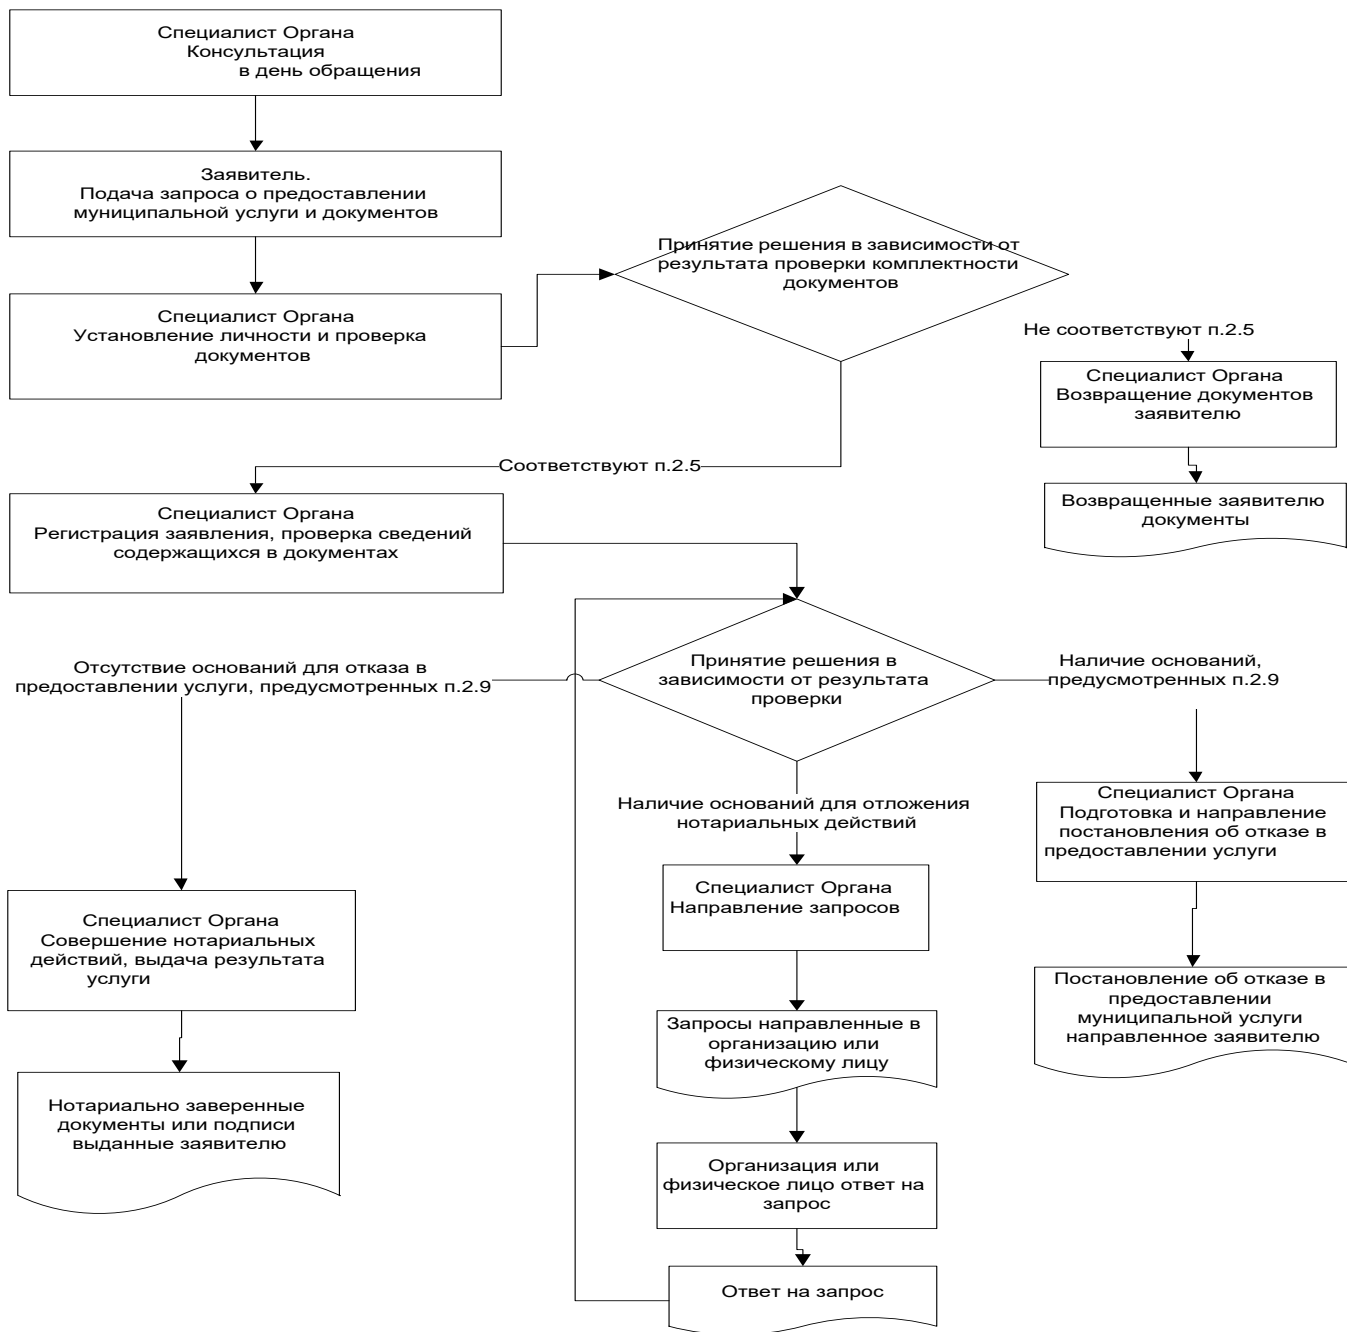 Специалист Органа
Консультация
в день обращения
Заявитель.
Подача запроса о предоставлении
муниципальной услуги и документов
Принятие решения в зависимости от
результата проверки комплектности
документов
Специалист Органа
Установление личности и проверка
документов
Не соответствуют п.2.5
Специалист Органа
Возвращение документов
заявителю
Соответствуют п.2.5
Возвращенные заявителю
документы
Специалист Органа
Регистрация заявления, проверка сведений
содержащихся в документах
Отсутствие оснований для отказа в
предоставлении услуги, предусмотренных п.2.9
Принятие решения в
зависимости от результата
проверки
Наличие оснований,
предусмотренных п.2.9
Наличие оснований для отложения
нотариальных действий
Специалист Органа
Подготовка и направление
постановления об отказе в
предоставлении услуги
Специалист Органа
Направление запросов
Специалист Органа
Совершение нотариальных
действий, выдача результата
услуги
Постановление об отказе в
предоставлении
муниципальной услуги
направленное заявителю
Запросы направленные в
организацию или
физическому лицу
Нотариально заверенные
документы или подписи
выданные заявителю
Организация или
физическое лицо ответ на
запрос
Ответ на запрос